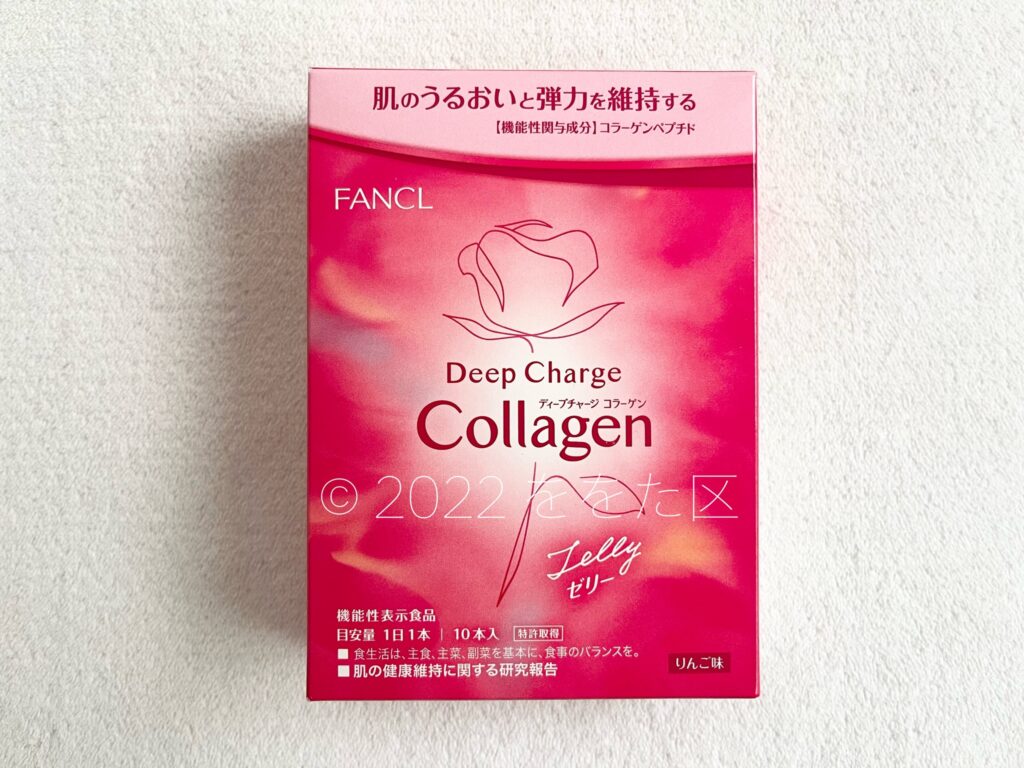 肌のうるおいと弾力を維持する
【機能性関与成分】コラーゲンペプチド
FANCL
Deep Charge
ディープチャージ コラーゲン
Collagen
© 2022 ををた区
Jelly
ゼリー
機能性表示食品
目安量 1日1本 | 10本入 特許取得
■ 食生活は、主食、主菜、副菜を基本に、食事のバランスを。
■ 肌の健康維持に関する研究報告
りんご味